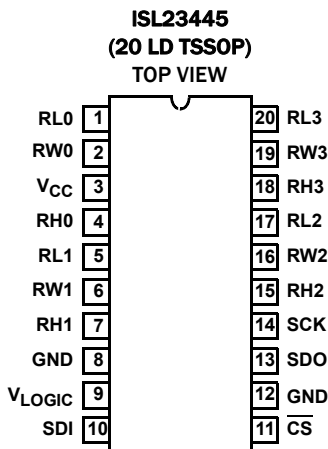 ISL23445
(20 LD TSSOP)
TOP VIEW
RL0 1 20 RL3
RW0 2 19 RW3
VCC 3 18 RH3
RH0 4 17 RL2
RL1 5 16 RW2
RW1 6 15 RH2
RH1 7 14 SCK
GND 8 13 SDO
VLOGIC 9 12 GND
SDI 10 11 CS